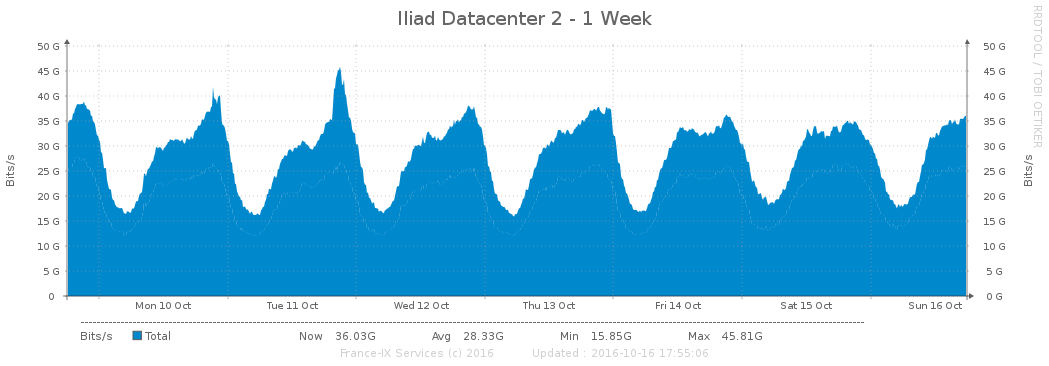 Iliad Datacenter 2 - 1 Week
RRDTOOL / TOBI OETIKER
Bits/s
50 G 50 G
45 G 45 G
40 G 40 G
35 G 35 G
30 G 30 G
25 G 25 G
20 G 20 G
15 G 15 G
10 G 10 G
5 G 5 G
0 0 G
Bits/s
Mon 10 Oct Tue 11 Oct Wed 12 Oct Thu 13 Oct Fri 14 Oct Sat 15 Oct Sun 16 Oct
Bits/s Total Now 36.03G Avg 28.33G Min 15.85G Max 45.81G
France-IX Services (c) 2016 Updated : 2016-10-16 17:55:06